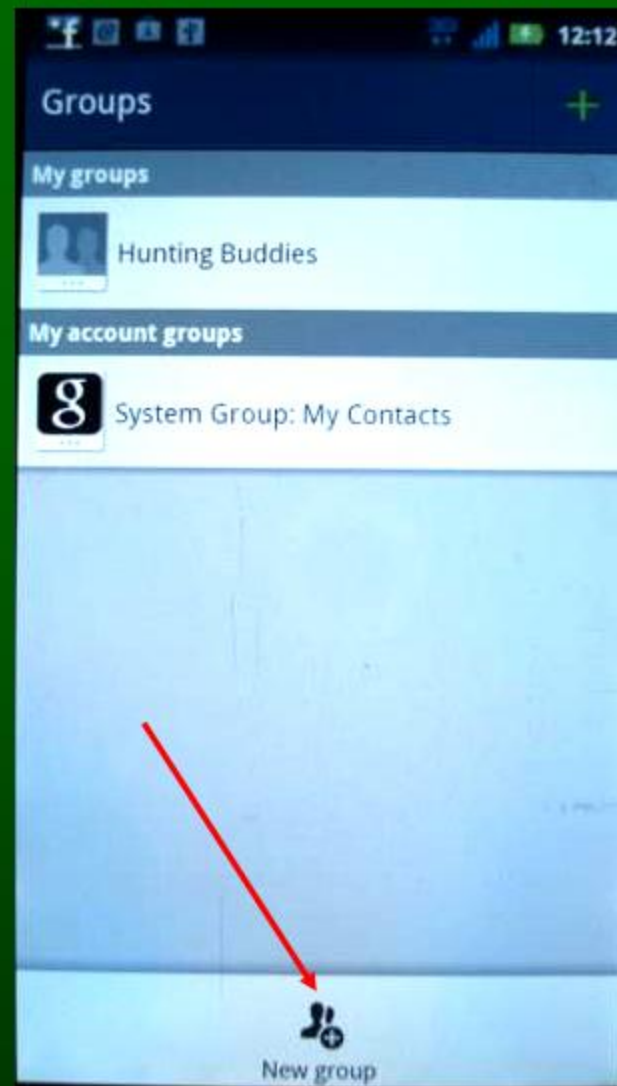 12:12
Groups
My groups
Hunting Buddies
My account groups
System Group: My Contacts
New group